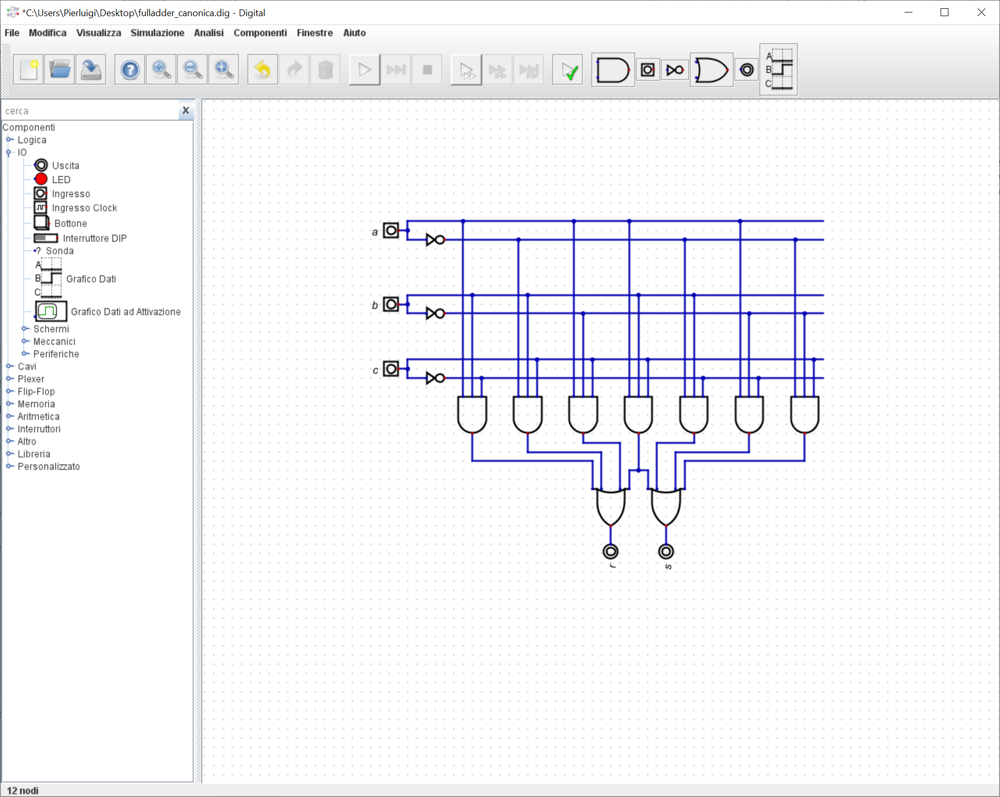 *C:\Users\Pierluigi\Desktop\fulladder_canonica.dig - Digital
File Modifica Visualizza Simulazione Analisi Componenti Finestre Aiuto
A
B
C
cerca X
Componenti
Logica
IO
Uscita
LED
Ingresso
Ingresso Clock
Bottone
Interruttore DIP
? Sonda
A
B Grafico Dati
C
Grafico Dati ad Attivazione
Schermi
Meccanici
Periferiche
Cavi
Plexer
Flip-Flop
Memoria
Aritmetica
Interruttori
Altro
Libreria
Personalizzato
a
b
c
r s
12 nodi